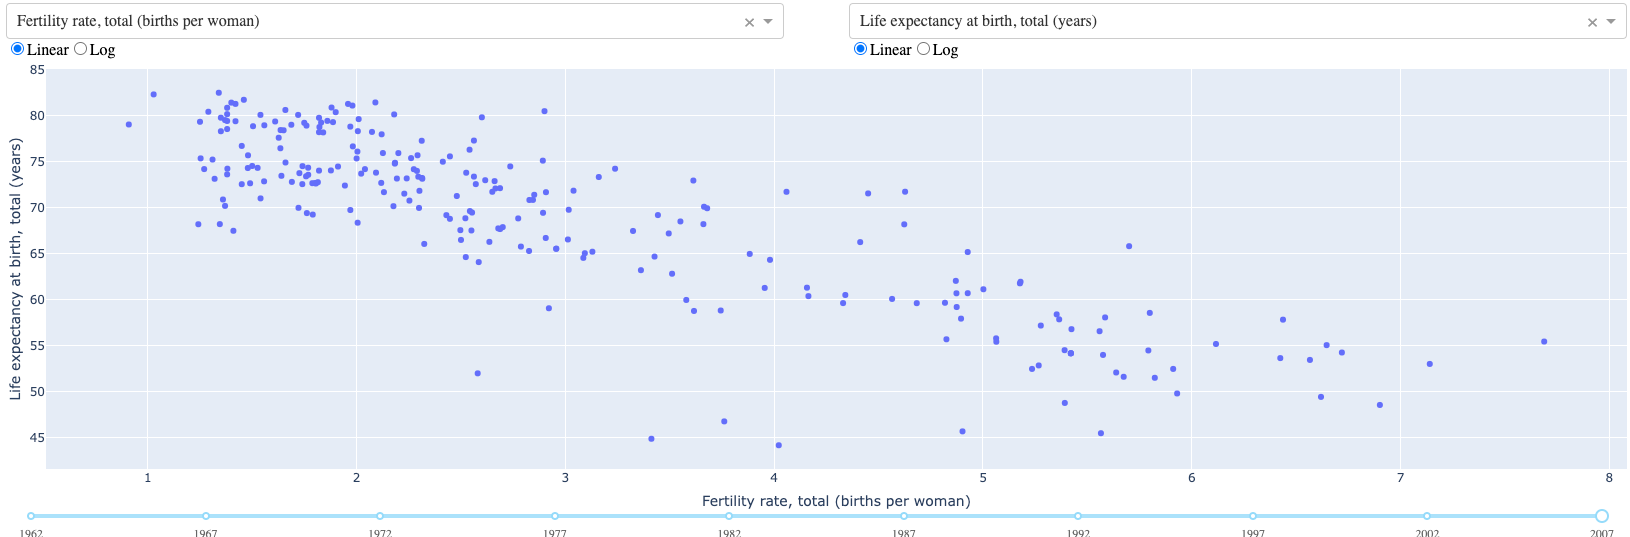 Fertility rate, total (births per woman) × Life expectancy at birth, total (years) ×
Linear Log Linear Log
85
80
75
70
65
60
55
50
45
Life expectancy at birth, total (years)
1 2 3 4 5 6 7 8
Fertility rate, total (births per woman)
1962 1967 1972 1977 1982 1987 1992 1997 2002 2007